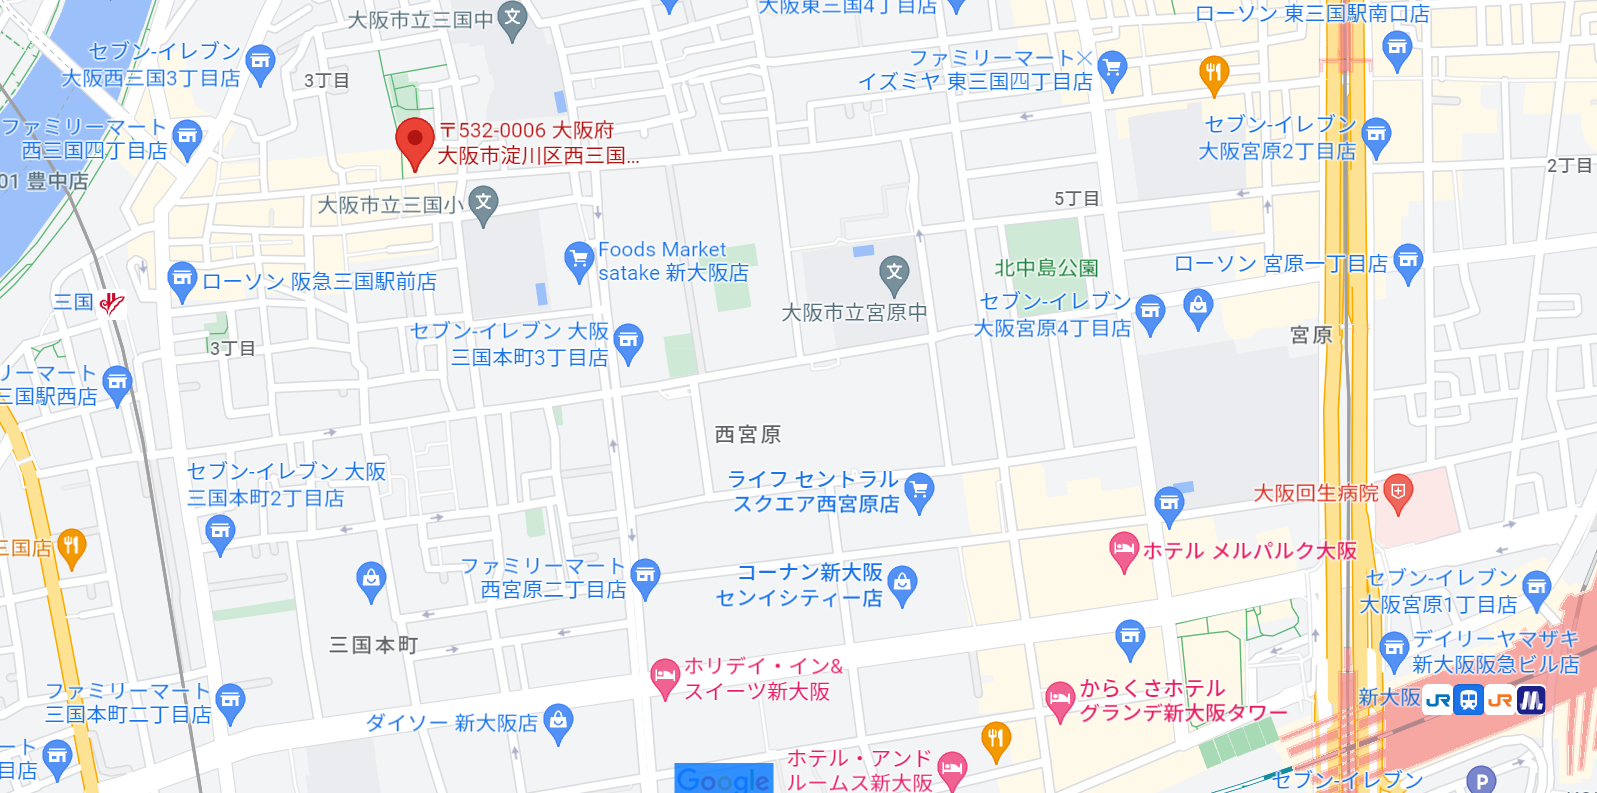 大阪市立三国中
大阪東三国4丁目店
ローソン 東三国駅南口店
セブン-イレブン
大阪西三国3丁目店
3丁目
ファミリーマート×
イズミヤ 東三国四丁目店
ファミリーマート
西三国四丁目店
〒532-0006 大阪府
大阪市淀川区西三国...
セブン-イレブン
大阪宮原2丁目店
2丁目
01 豊中店
大阪市立三国小
5丁目
Foods Market
satake 新大阪店
ローソン 阪急三国駅前店
三国
北中島公園
ローソン 宮原一丁目店
大阪市立宮原中
セブン-イレブン
大阪宮原4丁目店
宮原
セブン-イレブン 大阪
三国本町3丁目店
3丁目
リーマート
三国駅西店
西宮原
セブン-イレブン 大阪
三国本町2丁目店
ライフ セントラル
スクエア西宮原店
大阪回生病院
三国店
ホテル メルパルク大阪
ファミリーマート
西宮原二丁目店
コーナン新大阪
センイシティー店
セブン-イレブン
大阪宮原1丁目店
三国本町
デイリーヤマザキ
新大阪阪急ビル店
ホリデイ・イン&
スイーツ新大阪
からくさホテル
グランデ新大阪タワー
新大阪 JR JR
ファミリーマート
三国本町二丁目店
ダイソー 新大阪店
ート
目店
ホテル・アンド
ルームス新大阪
Google
セブン-イレブン
P